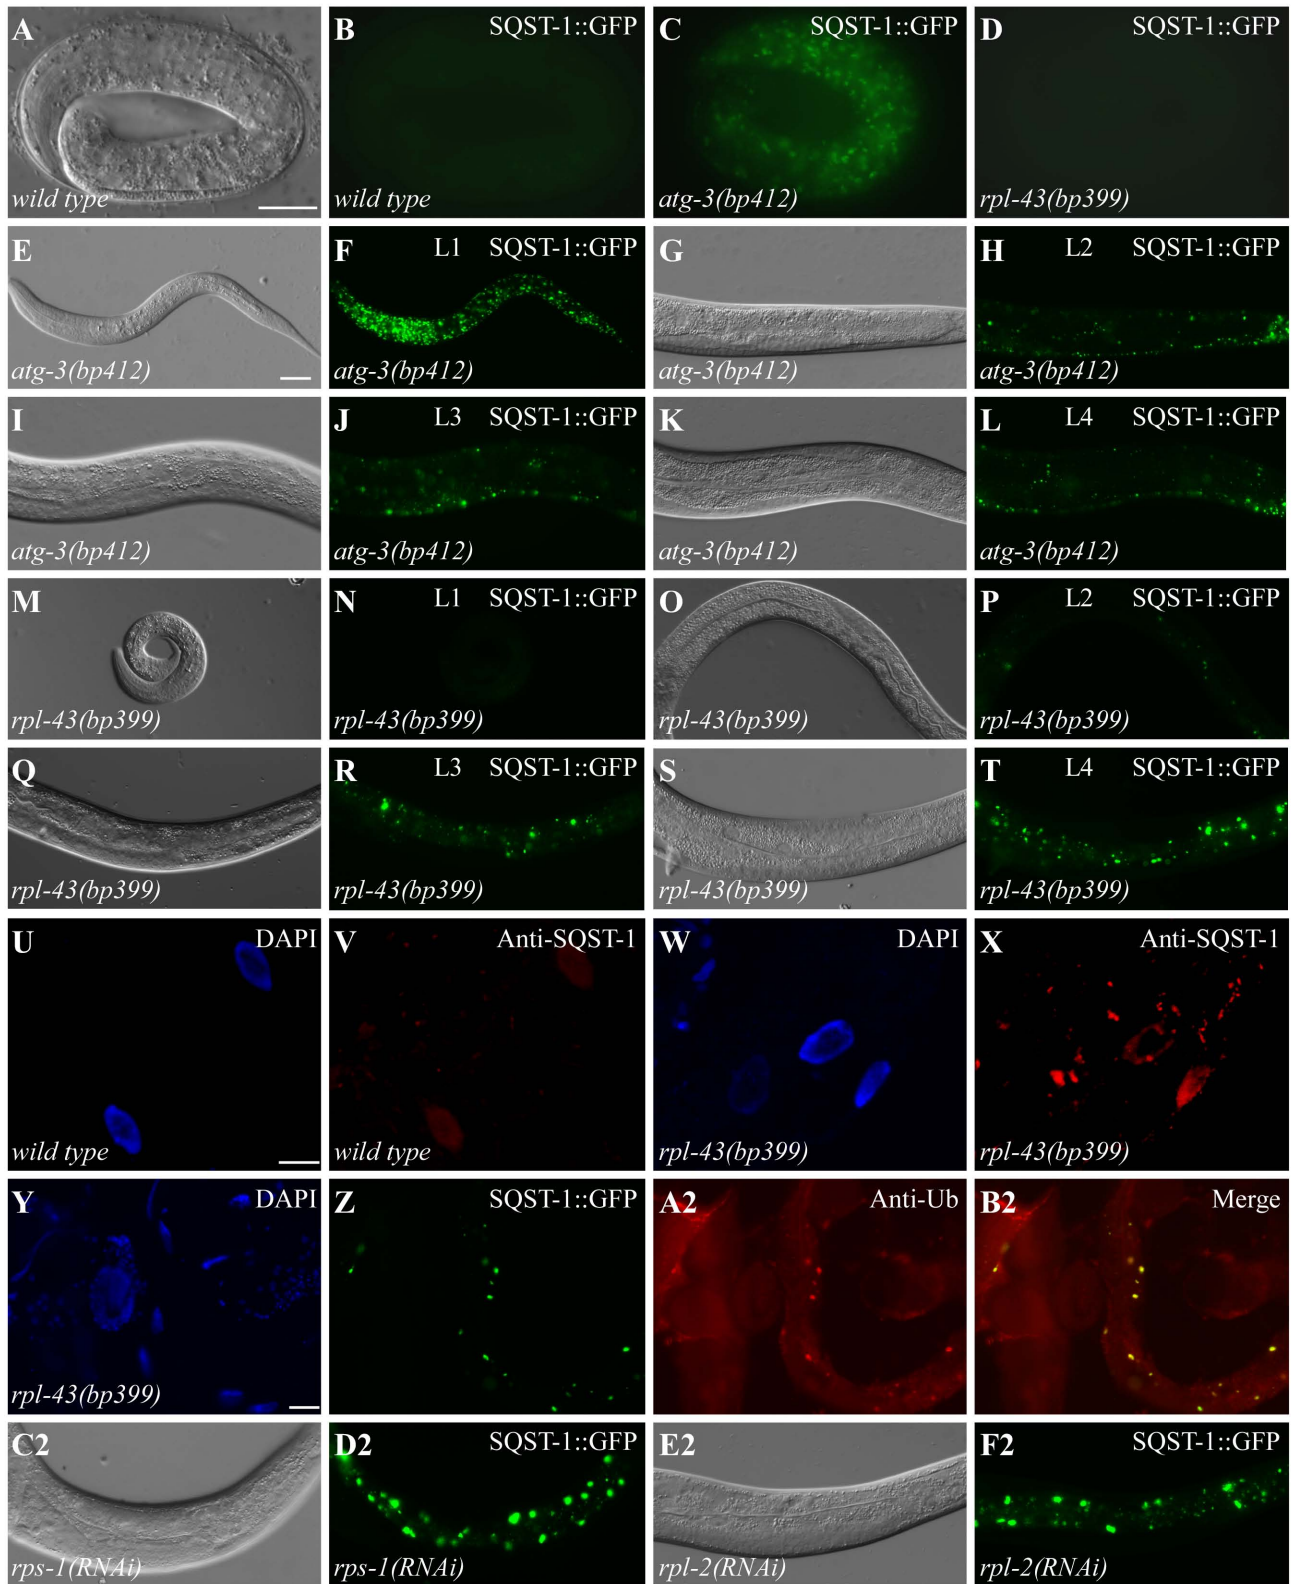 A
wild type
B SQST-1::GFP
wild type
C SQST-1::GFP
atg-3(bp412)
D SQST-1::GFP
rpl-43(bp399)
E
atg-3(bp412)
F L1 SQST-1::GFP
atg-3(bp412)
G
atg-3(bp412)
H L2 SQST-1::GFP
atg-3(bp412)
I
atg-3(bp412)
J L3 SQST-1::GFP
atg-3(bp412)
K
atg-3(bp412)
L L4 SQST-1::GFP
atg-3(bp412)
M
rpl-43(bp399)
N L1 SQST-1::GFP
rpl-43(bp399)
O
rpl-43(bp399)
P L2 SQST-1::GFP
rpl-43(bp399)
Q
rpl-43(bp399)
R L3 SQST-1::GFP
rpl-43(bp399)
S
rpl-43(bp399)
T L4 SQST-1::GFP
rpl-43(bp399)
U DAPI
wild type
V Anti-SQST-1
wild type
W DAPI
rpl-43(bp399)
X Anti-SQST-1
rpl-43(bp399)
Y DAPI
rpl-43(bp399)
Z SQST-1::GFP
A2 Anti-Ub
B2 Merge
C2
rps-1(RNAi)
D2 SQST-1::GFP
rps-1(RNAi)
E2
rpl-2(RNAi)
F2 SQST-1::GFP
rpl-2(RNAi)